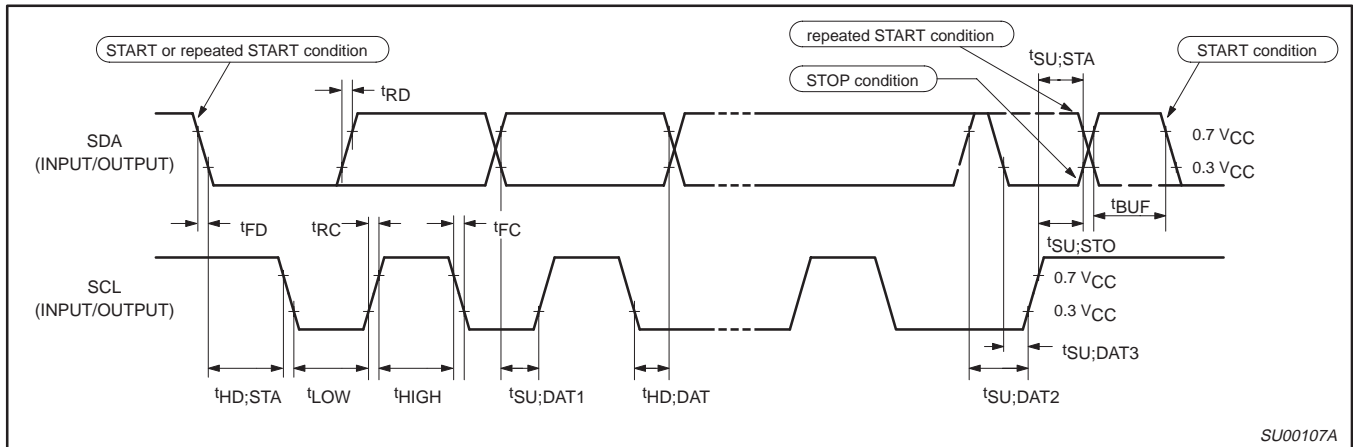 START or repeated START condition
repeated START condition
START condition
tSU;STA
STOP condition
tRD
SDA
(INPUT/OUTPUT)
0.7 VCC
0.3 VCC
tFD
tRC
tFC
tBUF
tSU;STO
SCL
(INPUT/OUTPUT)
0.7 VCC
0.3 VCC
tSU;DAT3
tHD;STA
tLOW
tHIGH
tSU;DAT1
tHD;DAT
tSU;DAT2
SU00107A